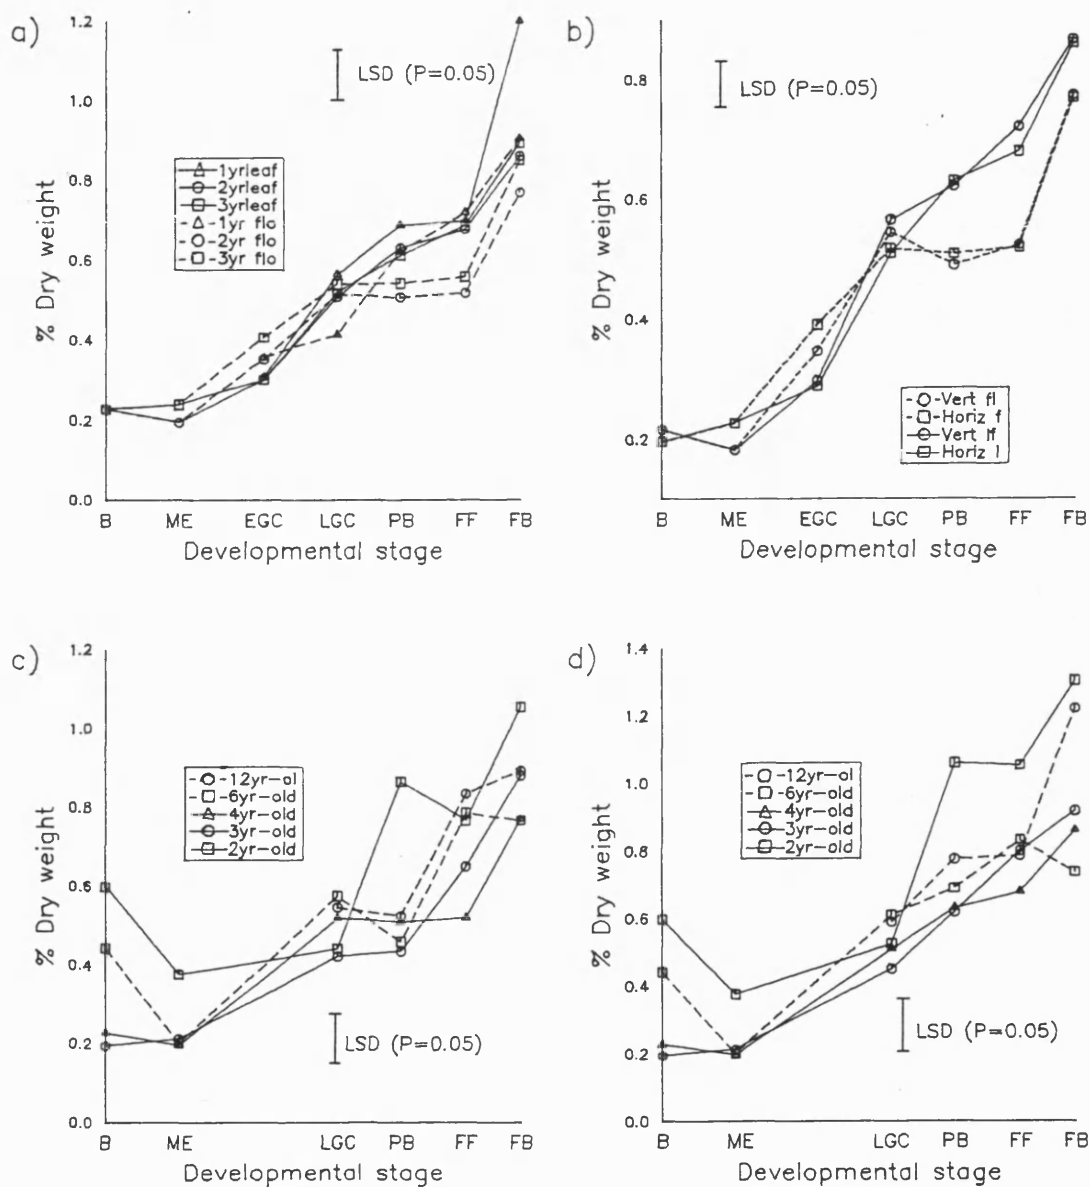 a)
1.2
1.0
0.8
0.6
0.4
0.2
0.0
% Dry weight
LSD (P=0.05)
1yrleaf
2yrleaf
3yrleaf
1yr flo
2yr flo
3yr flo
B ME EGC LGC PB FF FB
Developmental stage
b)
0.8
0.6
0.4
0.2
% Dry weight
LSD (P=0.05)
Vert fl
Horiz f
Vert lf
Horiz l
B ME EGC LGC PB FF FB
Developmental stage
c)
1.2
1.0
0.8
0.6
0.4
0.2
0.0
% Dry weight
12yr-ol
6yr-old
4yr-old
3yr-old
2yr-old
LSD (P=0.05)
B ME LGC PB FF FB
Developmental stage
d)
1.4
1.2
1.0
0.8
0.6
0.4
0.2
0.0
% Dry weight
12yr-ol
6yr-old
4yr-old
3yr-old
2yr-old
LSD (P=0.05)
B ME LGC PB FF FB
Developmental stage